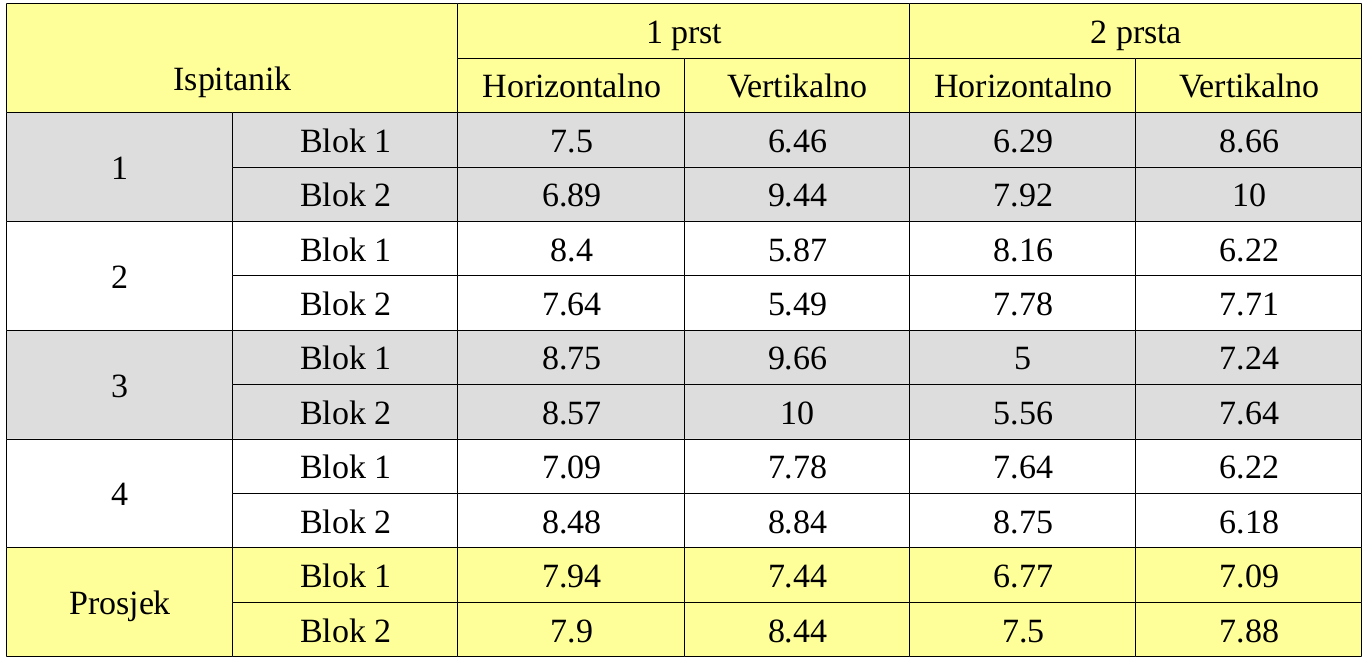 Ispitanik 1 prst 2 prsta
Horizontalno Vertikalno Horizontalno Vertikalno
1 Blok 1 7.5 6.46 6.29 8.66
Blok 2 6.89 9.44 7.92 10
2 Blok 1 8.4 5.87 8.16 6.22
Blok 2 7.64 5.49 7.78 7.71
3 Blok 1 8.75 9.66 5 7.24
Blok 2 8.57 10 5.56 7.64
4 Blok 1 7.09 7.78 7.64 6.22
Blok 2 8.48 8.84 8.75 6.18
Prosjek Blok 1 7.94 7.44 6.77 7.09
Blok 2 7.9 8.44 7.5 7.88